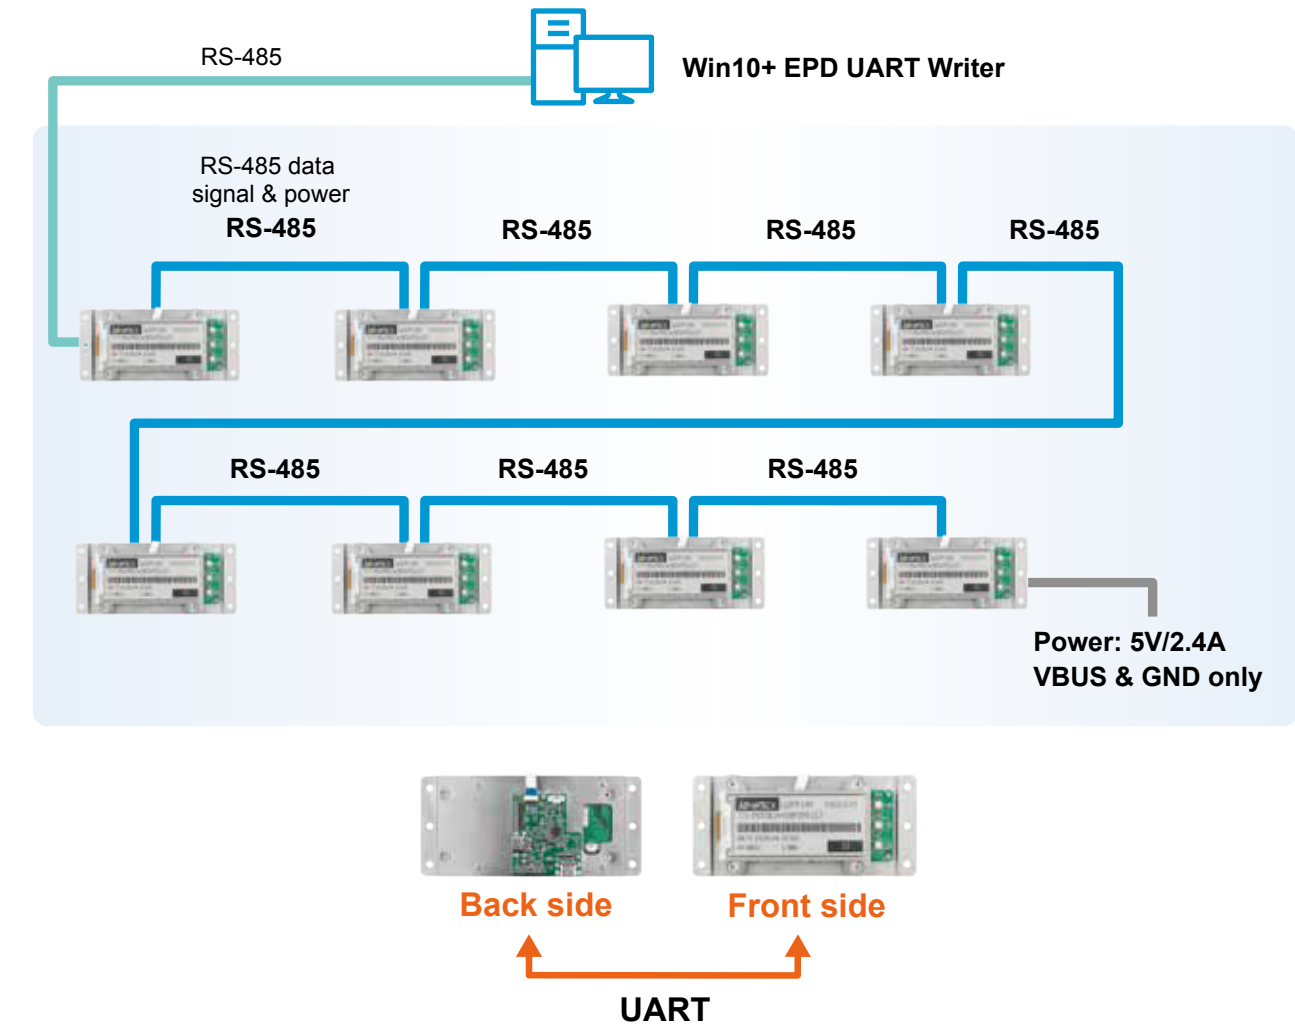 RS-485
Win10+ EPD UART Writer
RS-485 data
signal & power
RS-485
RS-485
RS-485
RS-485
RS-485
RS-485
RS-485
Power: 5V/2.4A
VBUS & GND only
ADVANTECH
Back side
Front side
UART